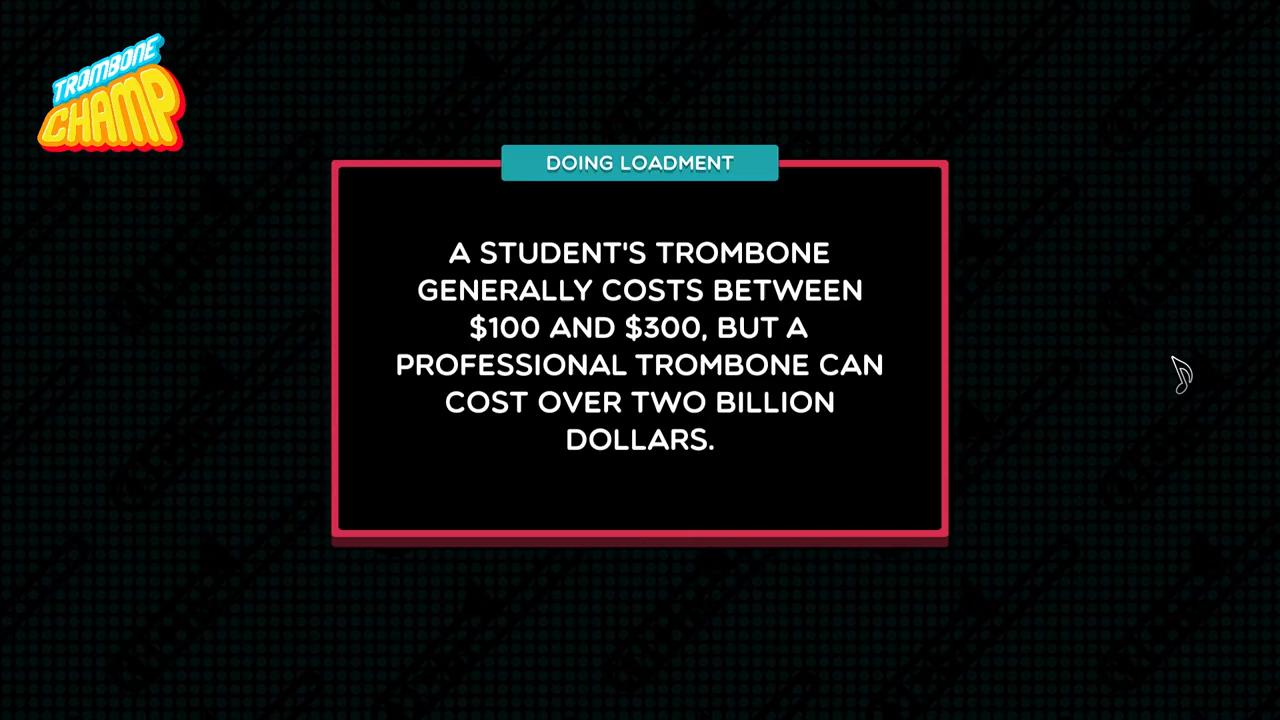 TROMBONE
CHAMP
DOING LOADMENT
A STUDENT'S TROMBONE
GENERALLY COSTS BETWEEN
$100 AND $300, BUT A
PROFESSIONAL TROMBONE CAN
COST OVER TWO BILLION
DOLLARS.